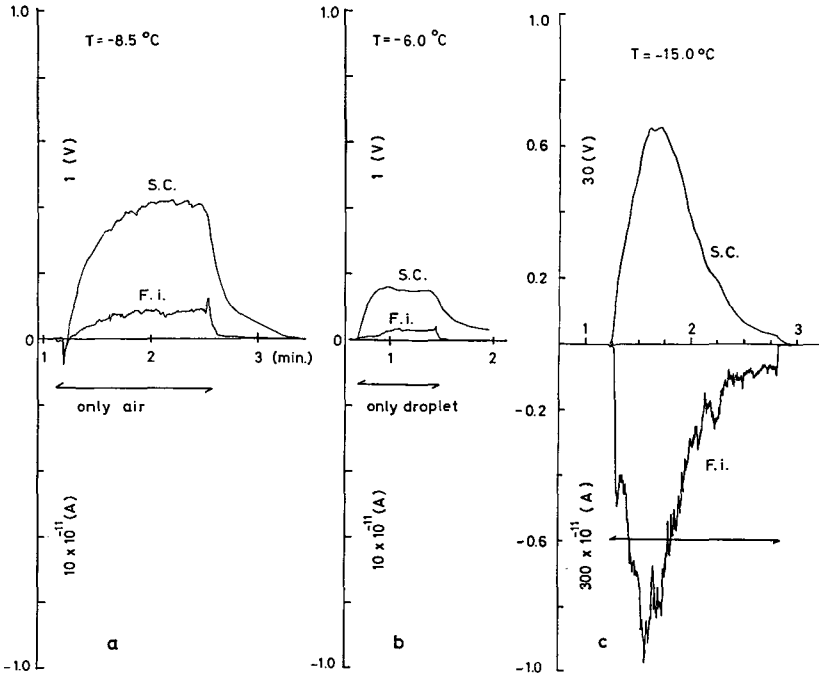 1.0
T = -8.5 °C
1 (V)
S.C.
F.i.
0
1
2
3
(min.)
only air
10 x 10⁻¹¹ (A)
a
-1.0
1.0
T = -6.0 °C
1 (V)
S.C.
F.i.
0
1
2
only droplet
10 x 10⁻¹¹ (A)
b
-1.0
1.0
T = -15.0 °C
30 (V)
0.6
S.C.
0.2
0
1
2
3
-0.2
F.i.
-0.6
300 x 10⁻¹¹ (A)
c
-1.0